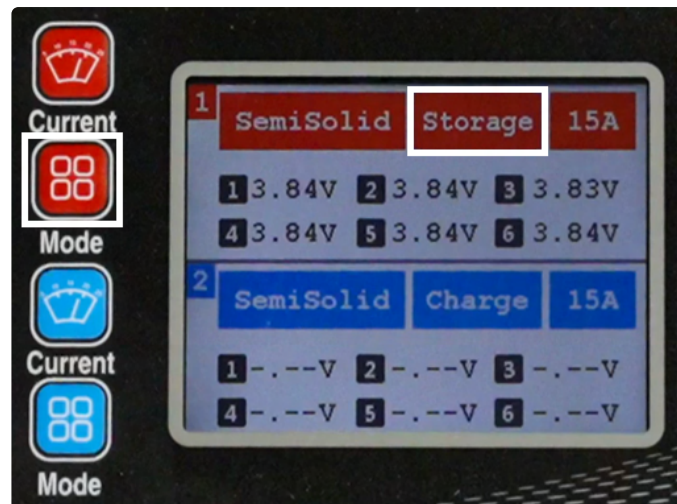 Current
Mode
Current
Mode
1 SemiSolid Storage 15A
1 3.84V 2 3.84V 3 3.83V
4 3.84V 5 3.84V 6 3.84V
2 SemiSolid Charge 15A
1 -.--V 2 -.--V 3 -.--V
4 -.--V 5 -.--V 6 -.--V